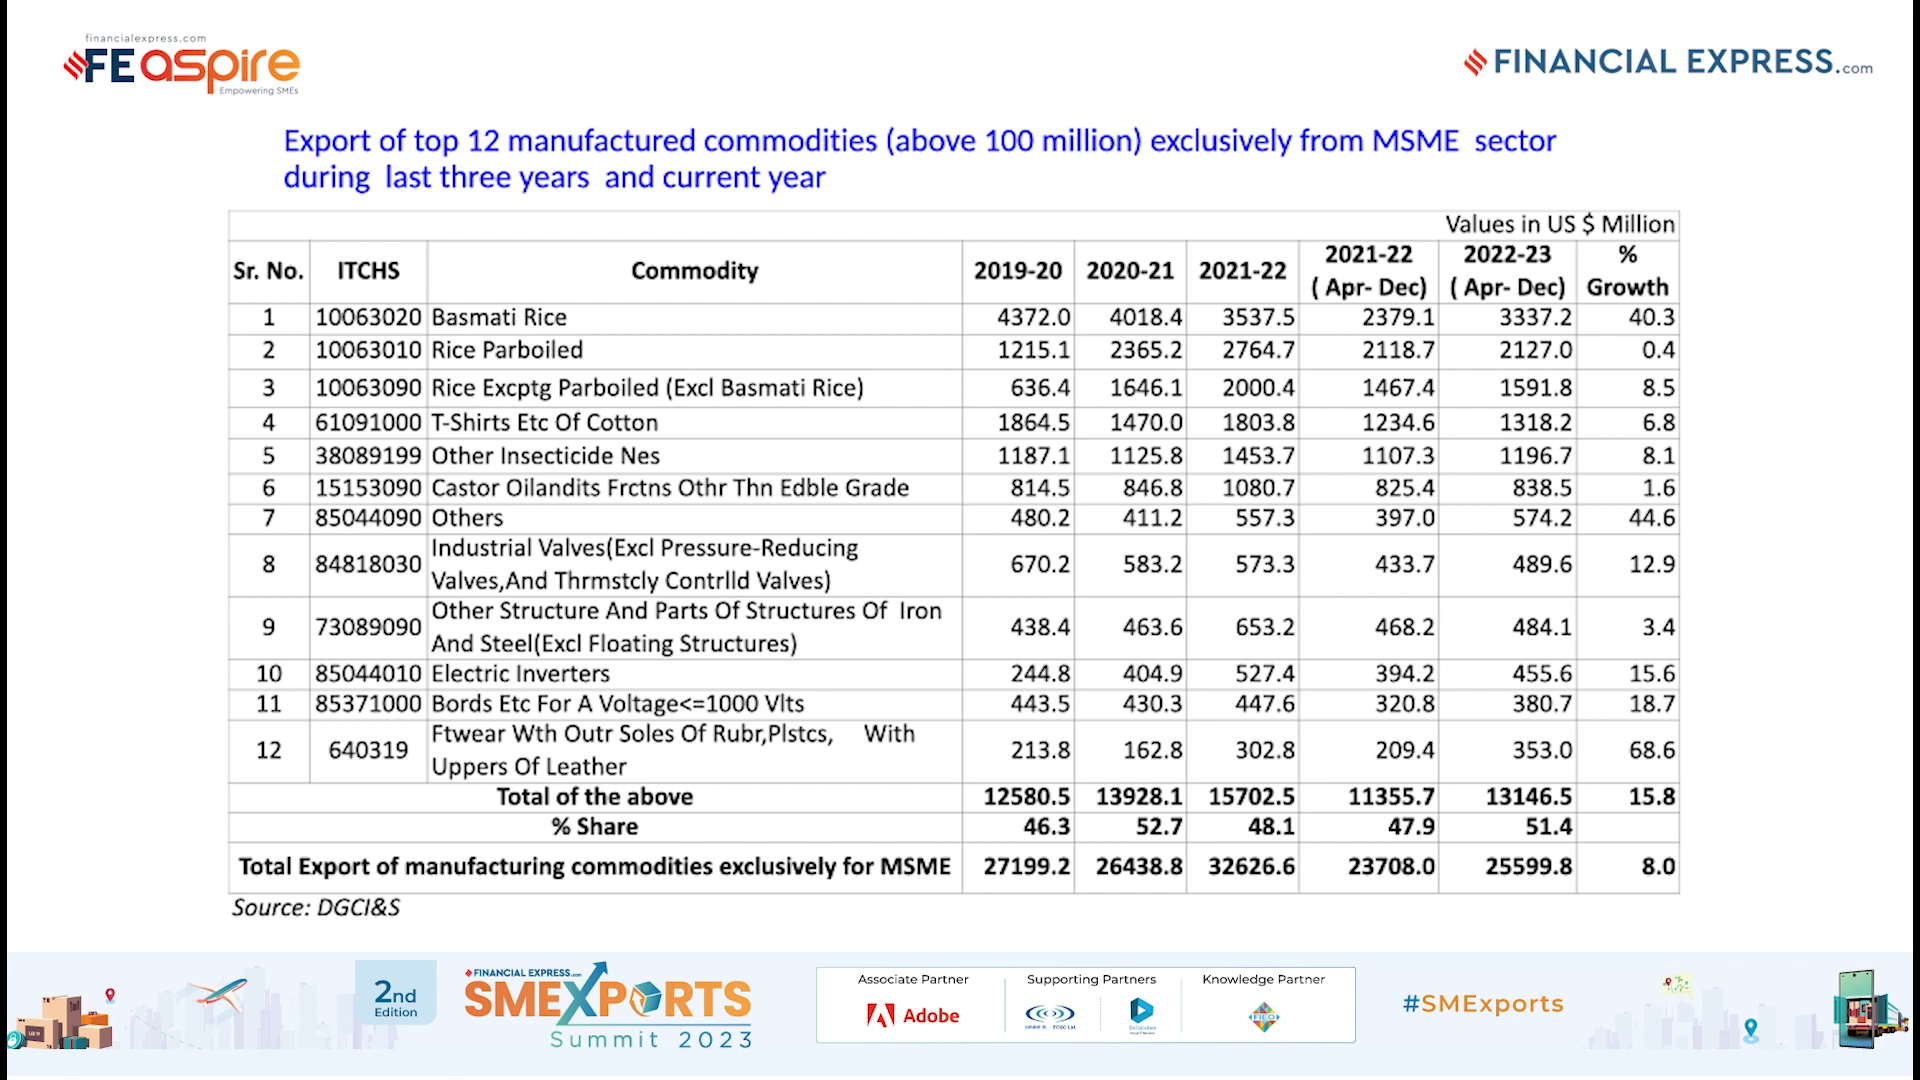 financialexpress.com
FE aspire
Empowering SMEs
FINANCIAL EXPRESS.com
Export of top 12 manufactured commodities (above 100 million) exclusively from MSME sector
during last three years and current year
Values in US $ Million
Sr. No. ITCHS Commodity 2019-20 2020-21 2021-22 2021-22 ( Apr- Dec) 2022-23 ( Apr- Dec) % Growth
1 10063020 Basmati Rice 4372.0 4018.4 3537.5 2379.1 3337.2 40.3
2 10063010 Rice Parboiled 1215.1 2365.2 2764.7 2118.7 2127.0 0.4
3 10063090 Rice Excptg Parboiled (Excl Basmati Rice) 636.4 1646.1 2000.4 1467.4 1591.8 8.5
4 61091000 T-Shirts Etc Of Cotton 1864.5 1470.0 1803.8 1234.6 1318.2 6.8
5 38089199 Other Insecticide Nes 1187.1 1125.8 1453.7 1107.3 1196.7 8.1
6 15153090 Castor Oilandits Frctns Othr Thn Edble Grade 814.5 846.8 1080.7 825.4 838.5 1.6
7 85044090 Others 480.2 411.2 557.3 397.0 574.2 44.6
8 84818030 Industrial Valves(Excl Pressure-Reducing
Valves,And Thrmstcly Contrlld Valves) 670.2 583.2 573.3 433.7 489.6 12.9
9 73089090 Other Structure And Parts Of Structures Of Iron
And Steel(Excl Floating Structures) 438.4 463.6 653.2 468.2 484.1 3.4
10 85044010 Electric Inverters 244.8 404.9 527.4 394.2 455.6 15.6
11 85371000 Bords Etc For A Voltage<=1000 Vlts 443.5 430.3 447.6 320.8 380.7 18.7
12 640319 Ftwear Wth Outr Soles Of Rubr,Plstcs, With
Uppers Of Leather 213.8 162.8 302.8 209.4 353.0 68.6
Total of the above 12580.5 13928.1 15702.5 11355.7 13146.5 15.8
% Share 46.3 52.7 48.1 47.9 51.4
Total Export of manufacturing commodities exclusively for MSME 27199.2 26438.8 32626.6 23708.0 25599.8 8.0
Source: DGCI&S
2nd
Edition
FINANCIAL EXPRESS.com
SMEXPORTS
Summit 2023
Associate Partner
Adobe
Supporting Partners
ECGC Ltd.
Knowledge Partner
FIEO
#SMExports